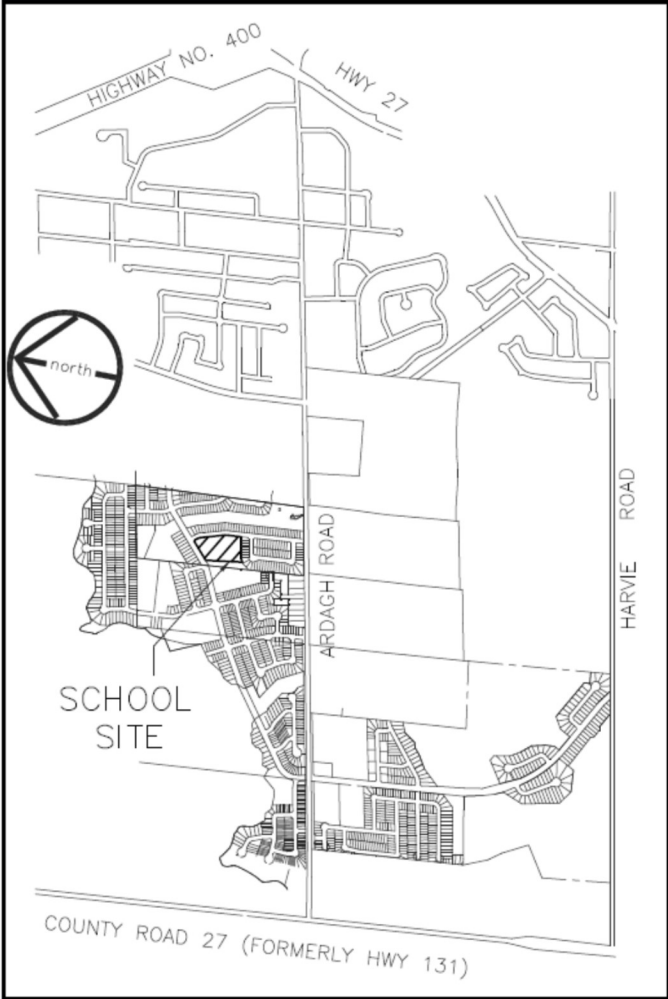 HIGHWAY NO. 400
HWY 27
north
ARDAGH ROAD
HARVIE ROAD
SCHOOL
SITE
COUNTY ROAD 27 (FORMERLY HWY 131)